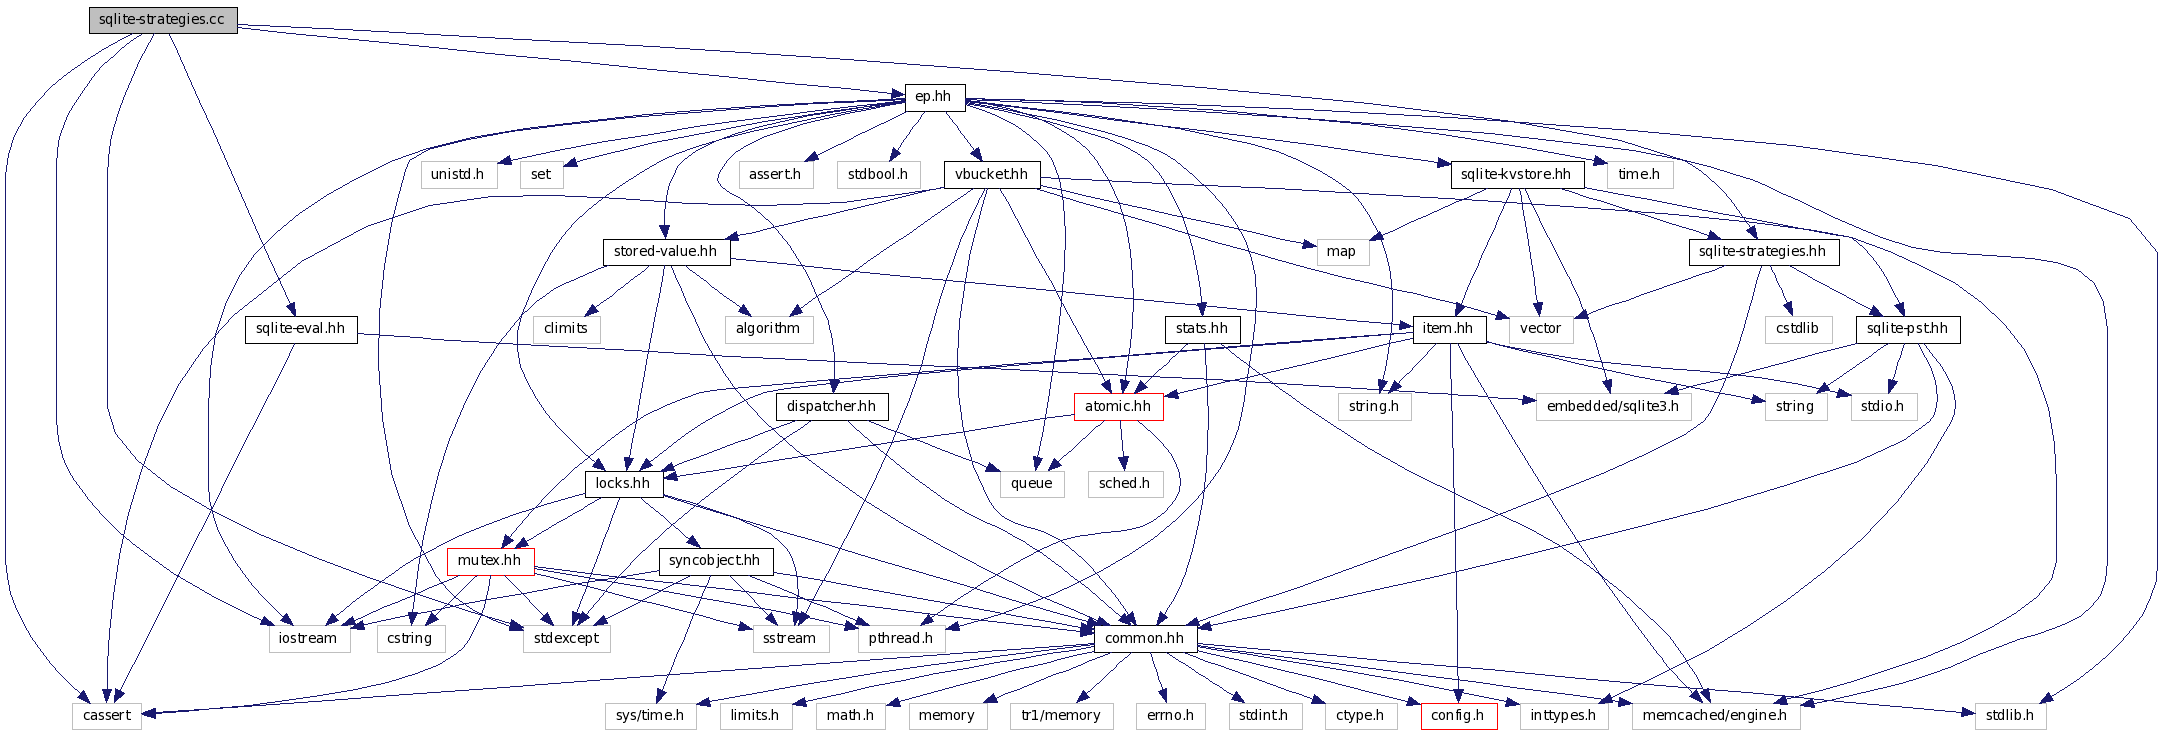 sqlite-strategies.cc
ep.hh
unistd.h
set
assert.h
stdbool.h
vbucket.hh
sqlite-kvstore.hh
time.h
stored-value.hh
map
sqlite-strategies.hh
sqlite-eval.hh
climits
algorithm
stats.hh
item.hh
vector
cstdlib
sqlite-pst.hh
dispatcher.hh
atomic.hh
string.h
embedded/sqlite3.h
string
stdio.h
locks.hh
queue
sched.h
mutex.hh
syncobject.hh
iostream
cstring
stdexcept
sstream
pthread.h
common.hh
cassert
sys/time.h
limits.h
math.h
memory
tr1/memory
errno.h
stdint.h
ctype.h
config.h
inttypes.h
memcached/engine.h
stdlib.h